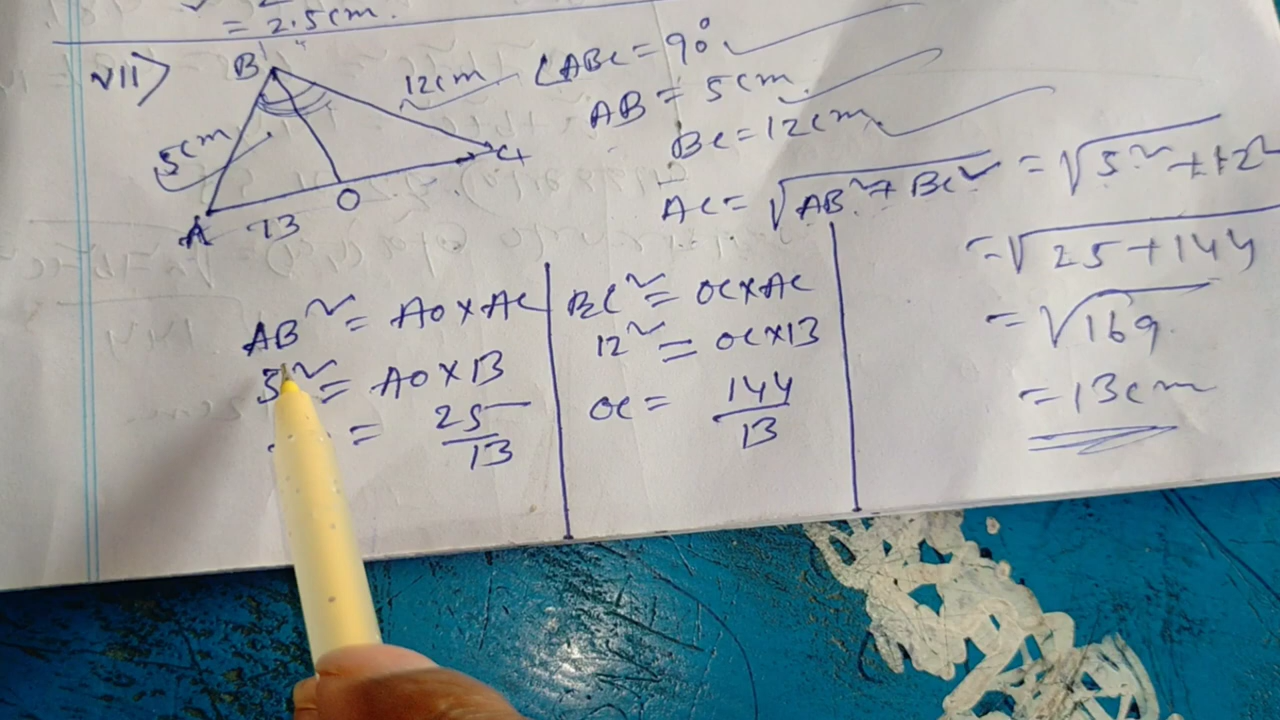 = 2.5cm.
VII>
B
12cm
5cm
A
13
O
C
∠ABC = 90°
AB = 5cm
BC = 12cm.
AC = √AB² + BC² = √5² + 12²
= √25 + 144
= √169
= 13cm
AB² = AO × AC
5² = AO × 13
= 25/13
BC² = OC × AC
12² = OC × 13
OC = 144/13